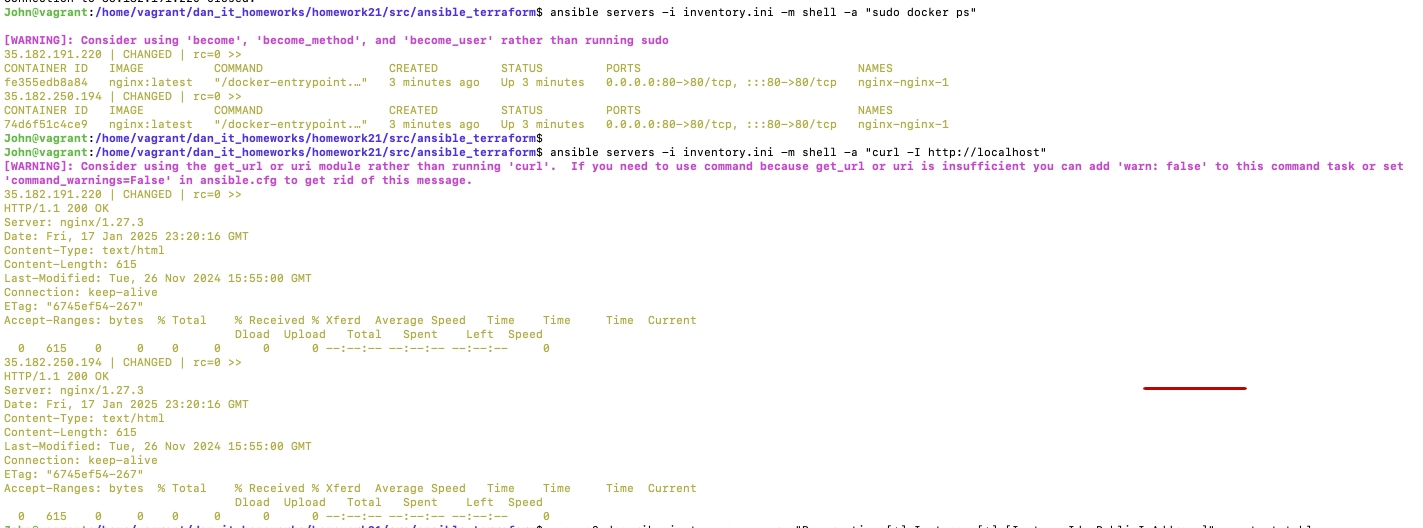 John@vagrant:/home/vagrant/dan_it_homeworks/homework21/src/ansible_terraform$ ansible servers -i inventory.ini -m shell -a "sudo docker ps"
[WARNING]: Consider using 'become', 'become_method', and 'become_user' rather than running sudo
35.182.191.220 | CHANGED | rc=0 >>
CONTAINER ID   IMAGE          COMMAND                  CREATED         STATUS         PORTS                               NAMES
fe355edb8a84   nginx:latest   "/docker-entrypoint.…"   3 minutes ago   Up 3 minutes   0.0.0.0:80->80/tcp, :::80->80/tcp   nginx-nginx-1
35.182.250.194 | CHANGED | rc=0 >>
CONTAINER ID   IMAGE          COMMAND                  CREATED         STATUS         PORTS                               NAMES
74d6f51c4ce9   nginx:latest   "/docker-entrypoint.…"   3 minutes ago   Up 3 minutes   0.0.0.0:80->80/tcp, :::80->80/tcp   nginx-nginx-1
John@vagrant:/home/vagrant/dan_it_homeworks/homework21/src/ansible_terraform$
John@vagrant:/home/vagrant/dan_it_homeworks/homework21/src/ansible_terraform$ ansible servers -i inventory.ini -m shell -a "curl -I http://localhost"
[WARNING]: Consider using the get_url or uri module rather than running 'curl'.  If you need to use command because get_url or uri is insufficient you can add 'warn: false' to this command task or set
'command_warnings=False' in ansible.cfg to get rid of this message.
35.182.191.220 | CHANGED | rc=0 >>
HTTP/1.1 200 OK
Server: nginx/1.27.3
Date: Fri, 17 Jan 2025 23:20:16 GMT
Content-Type: text/html
Content-Length: 615
Last-Modified: Tue, 26 Nov 2024 15:55:00 GMT
Connection: keep-alive
ETag: "6745ef54-267"
Accept-Ranges: bytes  % Total    % Received % Xferd  Average Speed   Time    Time     Time  Current
                                 Dload  Upload   Total   Spent    Left  Speed
  0   615    0     0    0     0      0      0 --:--:-- --:--:-- --:--:--     0
35.182.250.194 | CHANGED | rc=0 >>
HTTP/1.1 200 OK
Server: nginx/1.27.3
Date: Fri, 17 Jan 2025 23:20:16 GMT
Content-Type: text/html
Content-Length: 615
Last-Modified: Tue, 26 Nov 2024 15:55:00 GMT
Connection: keep-alive
ETag: "6745ef54-267"
Accept-Ranges: bytes  % Total    % Received % Xferd  Average Speed   Time    Time     Time  Current
                                 Dload  Upload   Total   Spent    Left  Speed
  0   615    0     0    0     0      0      0 --:--:-- --:--:-- --:--:--     0